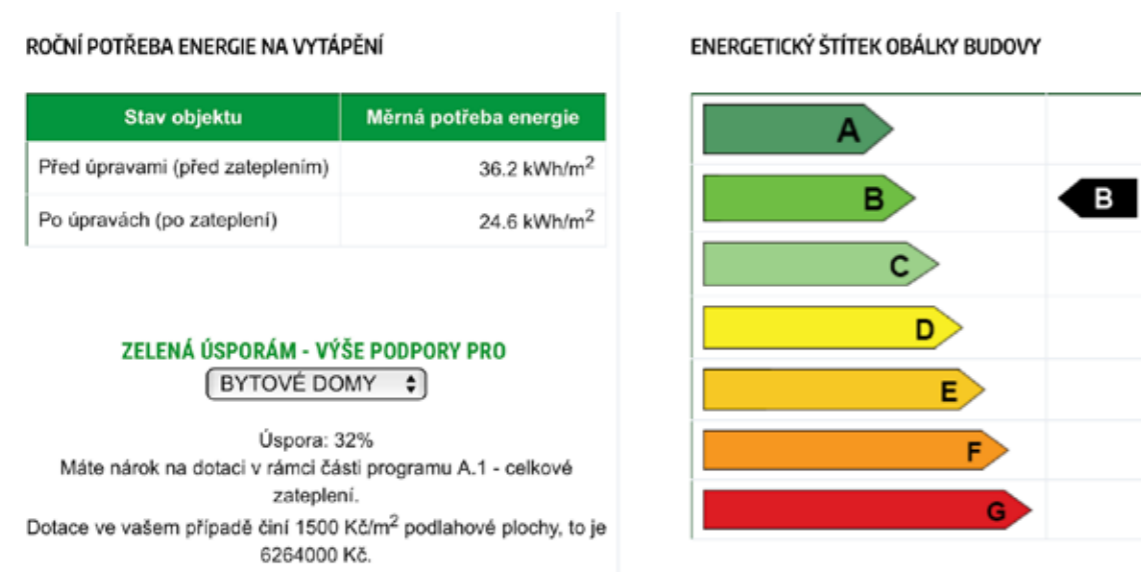 ROČNÍ POTŘEBA ENERGIE NA VYTÁPĚNÍ
Stav objektu Měrná potřeba energie
Před úpravami (před zateplením) 36.2 kWh/m2
Po úpravách (po zateplení) 24.6 kWh/m2
ZELENÁ ÚSPORÁM - VÝŠE PODPORY PRO
BYTOVÉ DOMY
Úspora: 32%
Máte nárok na dotaci v rámci části programu A.1 - celkové
zateplení.
Dotace ve vašem případě činí 1500 Kč/m2 podlahové plochy, to je
6264000 Kč.
ENERGETICKÝ ŠTÍTEK OBÁLKY BUDOVY
A
B B
C
D
E
F
G